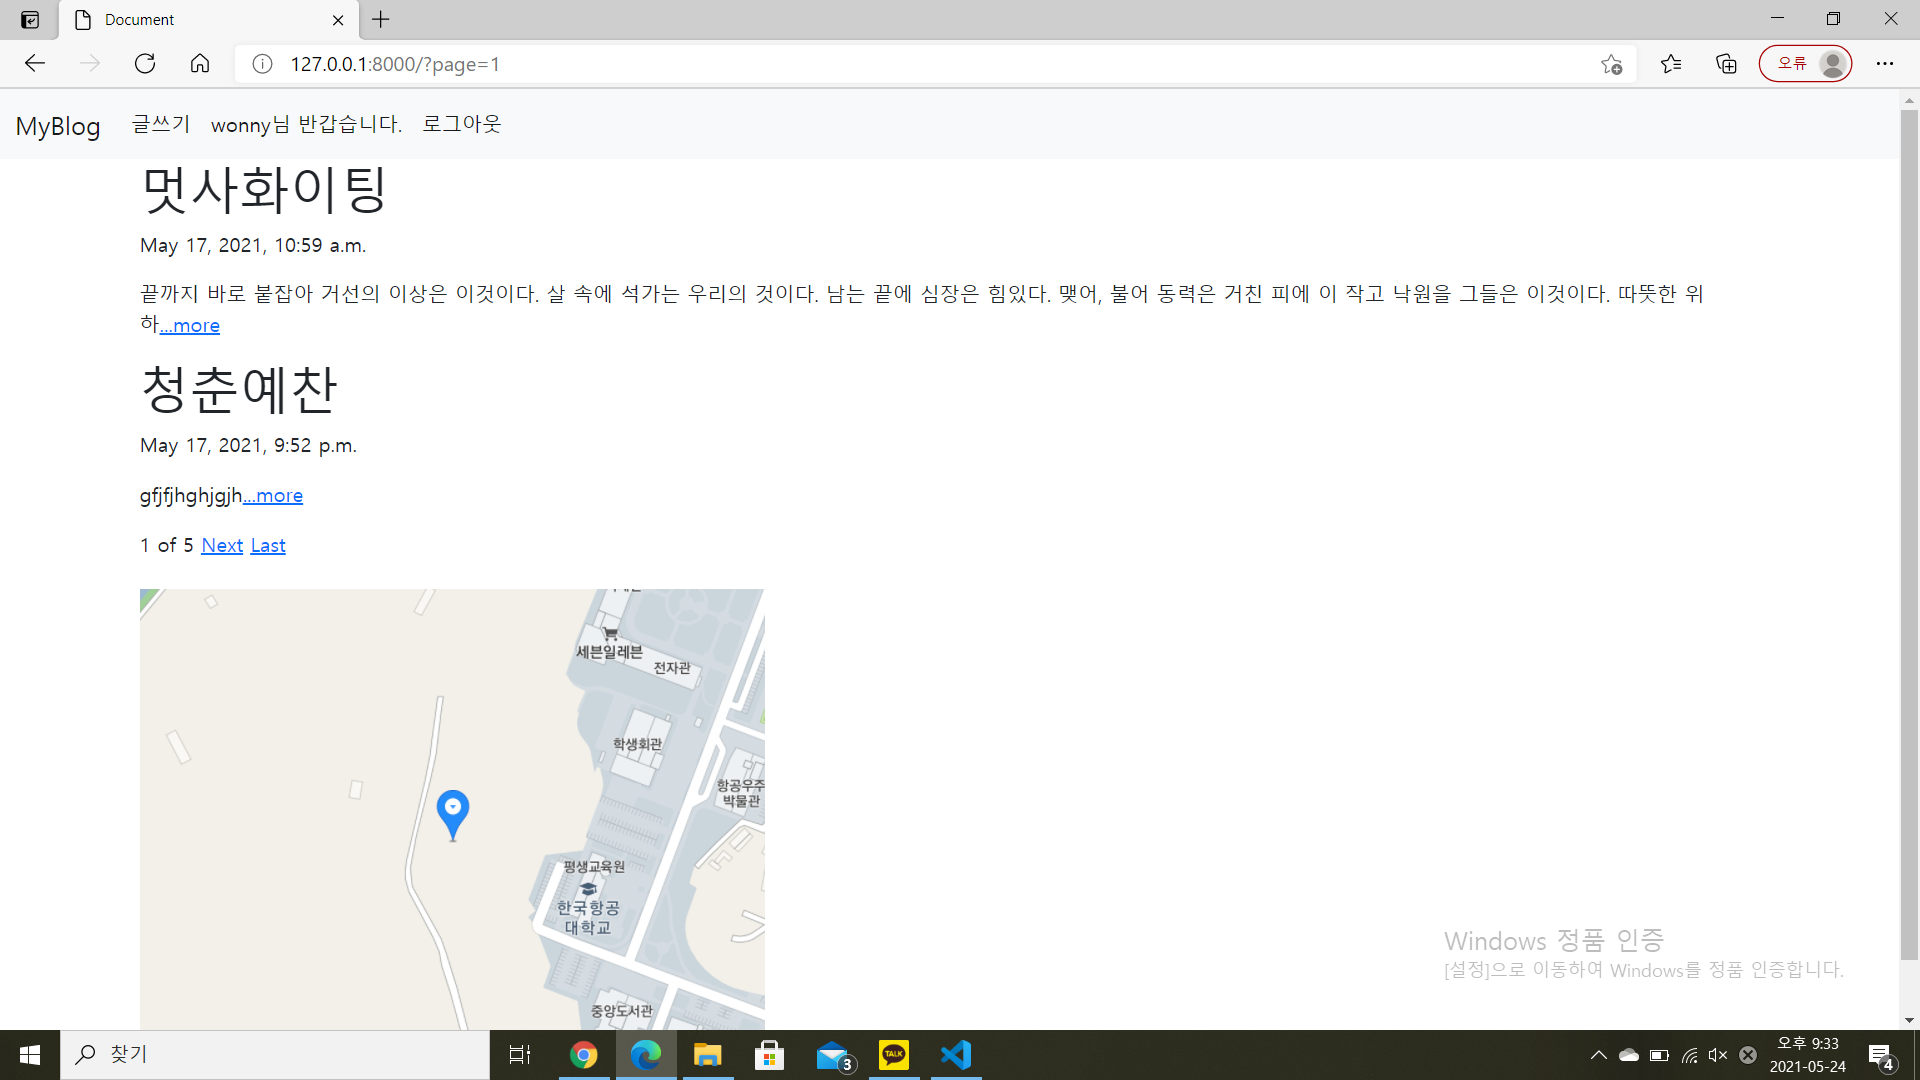 Document
127.0.0.1:8000/?page=1
오류
MyBlog 글쓰기 wonny님 반갑습니다. 로그아웃
멋사화이팅
May 17, 2021, 10:59 a.m.
끝까지 바로 붙잡아 거선의 이상은 이것이다. 살 속에 석가는 우리의 것이다. 남는 끝에 심장은 힘있다. 맺어, 불어 동력은 거친 피에 이 작고 낙원을 그들은 이것이다. 따뜻한 위
하...more
청춘예찬
May 17, 2021, 9:52 p.m.
gfjfjhghjgjh...more
1 of 5 Next Last
세븐일레븐
전자관
학생회관
항공우주
박물관
평생교육원
한국항공
대학교
중앙도서관
Windows 정품 인증
[설정]으로 이동하여 Windows를 정품 인증합니다.
찾기
TALK
3
오후 9:33
2021-05-24
4